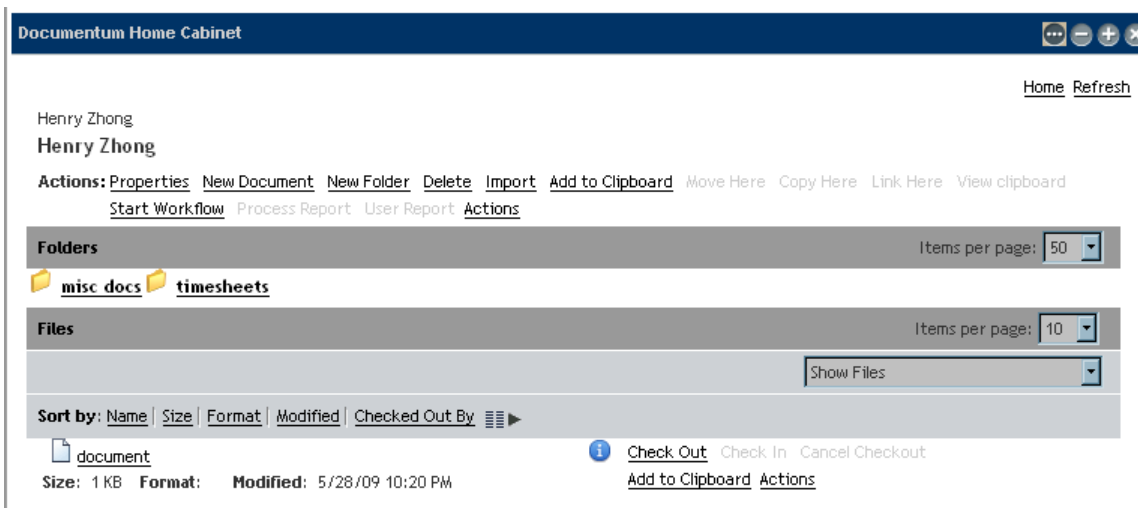 Documentum Home Cabinet
Home Refresh
Henry Zhong
Henry Zhong
Actions: Properties New Document New Folder Delete Import Add to Clipboard Move Here Copy Here Link Here View clipboard
Start Workflow Process Report User Report Actions
Folders Items per page: 50
misc docs timesheets
Files Items per page: 10
Show Files
Sort by: Name Size Format Modified Checked Out By
document Check Out Check In Cancel Checkout
Size: 1 KB Format: Modified: 5/28/09 10:20 PM Add to Clipboard Actions